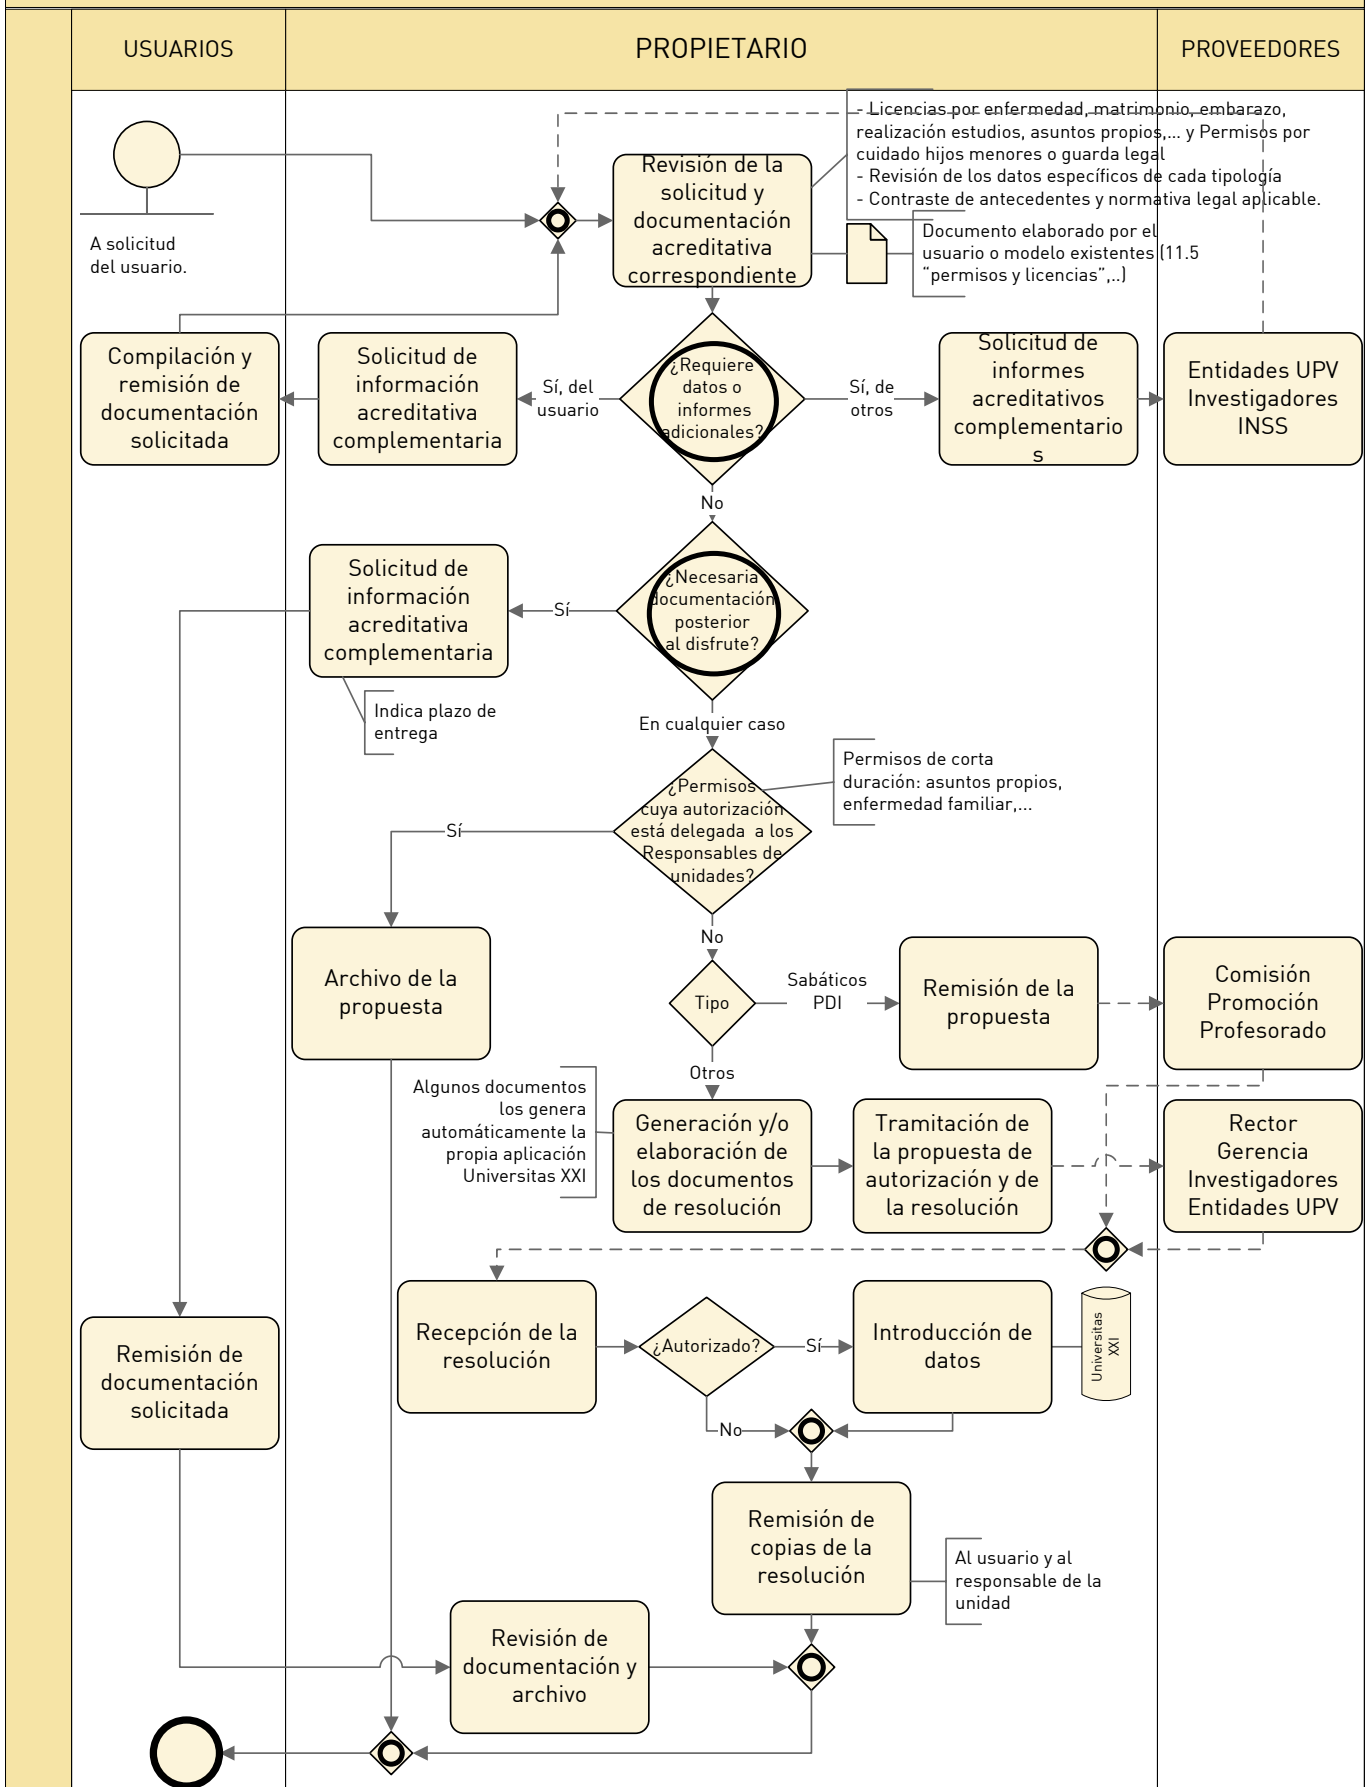 USUARIOS
PROPIETARIO
PROVEEDORES
- Licencias por enfermedad, matrimonio, embarazo,
realización estudios, asuntos propios,... y Permisos por
cuidado hijos menores o guarda legal
- Revisión de los datos específicos de cada tipología
- Contraste de antecedentes y normativa legal aplicable.
Revisión de la
solicitud y
documentación
acreditativa
correspondiente
A solicitud
del usuario.
Documento elaborado por el
usuario o modelo existentes (11.5
"permisos y licencias",..)
Compilación y
remisión de
documentación
solicitada
Solicitud de
información
acreditativa
complementaria
Sí, del
usuario
¿Requiere
datos o
informes
adicionales?
Sí, de
otros
Solicitud de
informes
acreditativos
complementario
s
Entidades UPV
Investigadores
INSS
No
Solicitud de
información
acreditativa
complementaria
Sí
¿Necesaria
documentación
posterior
al disfrute?
Indica plazo de
entrega
En cualquier caso
Permisos de corta
duración: asuntos propios,
enfermedad familiar,...
¿Permisos
cuya autorización
está delegada  a los
Responsables de
unidades?
Sí
No
Archivo de la
propuesta
Tipo
Sabáticos
PDI
Remisión de la
propuesta
Comisión
Promoción
Profesorado
Otros
Algunos documentos
los genera
automáticamente la
propia aplicación
Universitas XXI
Generación y/o
elaboración de
los documentos
de resolución
Tramitación de
la propuesta de
autorización y de
la resolución
Rector
Gerencia
Investigadores
Entidades UPV
Remisión de
documentación
solicitada
Recepción de la
resolución
¿Autorizado?
Sí
Introducción de
datos
Universitas
XXI
No
Remisión de
copias de la
resolución
Al usuario y al
responsable de la
unidad
Revisión de
documentación y
archivo